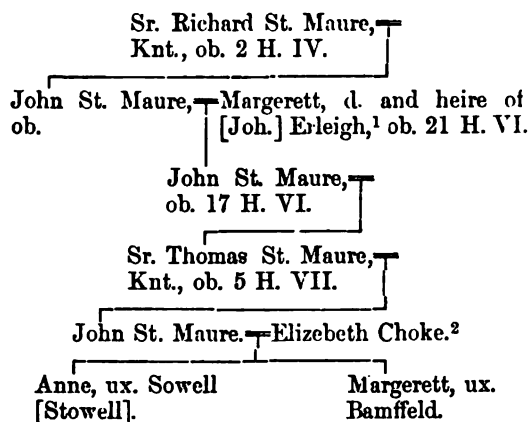 Sr. Richard St. Maure,
Knt., ob. 2 H. IV.
John St. Maure, Margerett, d. and heire of
ob. [Joh.] Erleigh,¹ ob. 21 H. VI.
John St. Maure,
ob. 17 H. VI.
Sr. Thomas St. Maure,
Knt., ob. 5 H. VII.
John St. Maure. Elizebeth Choke.²
Anne, ux. Sowell Margerett, ux.
[Stowell]. Bamffeld.